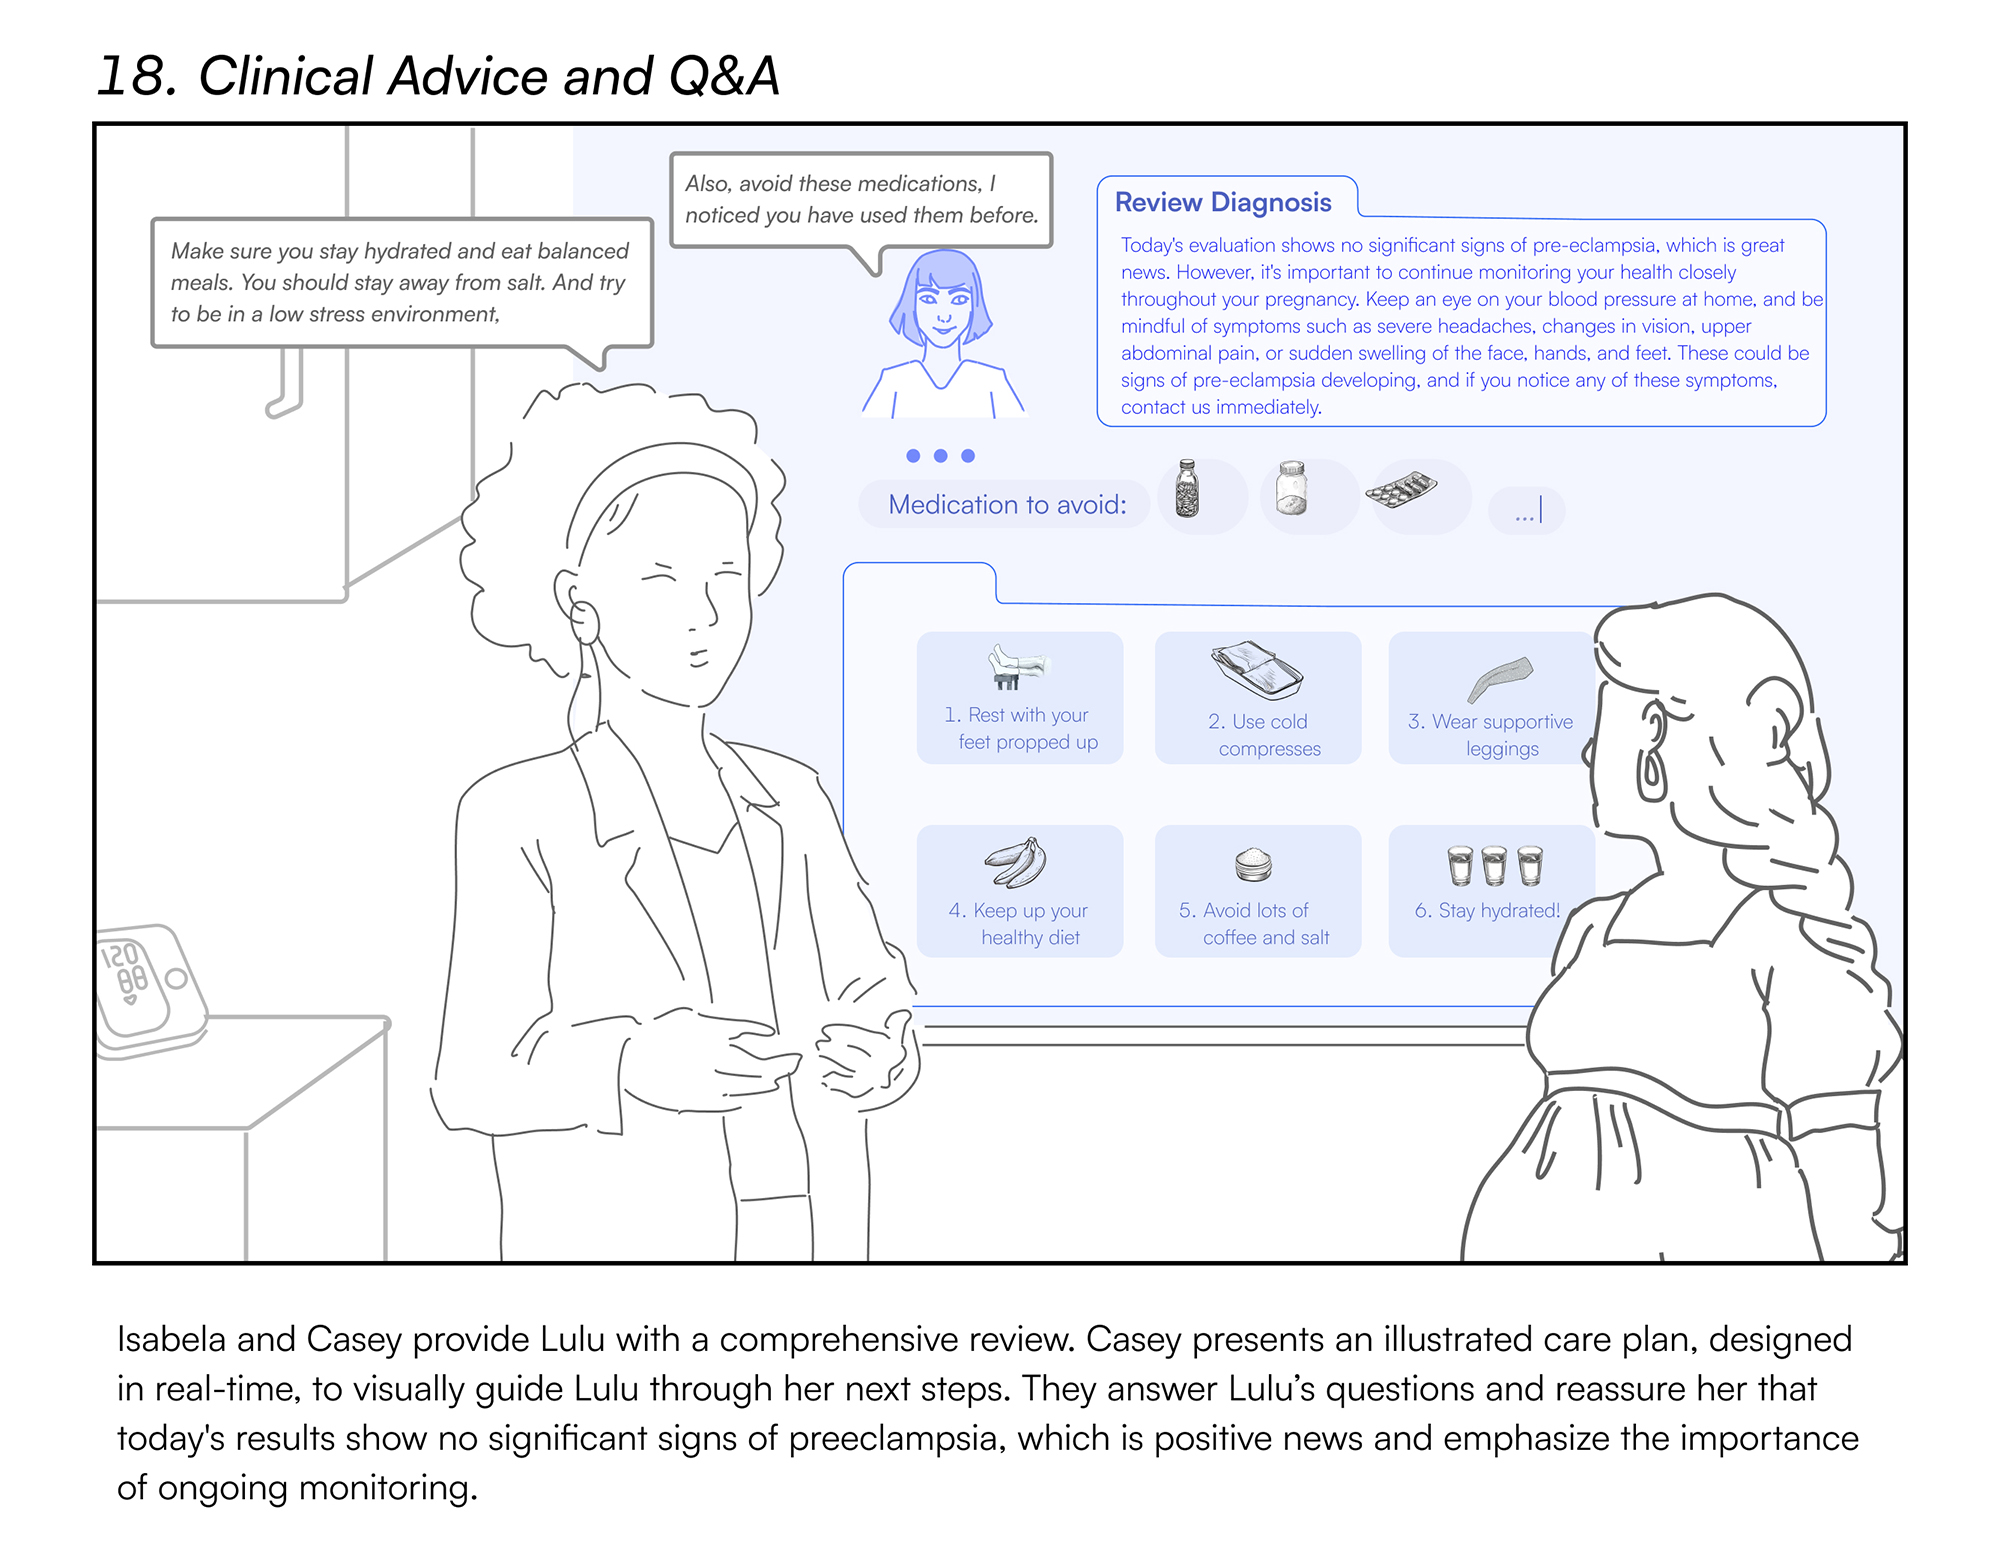 18. Clinical Advice and Q&A
Make sure you stay hydrated and eat balanced
meals. You should stay away from salt. And try
to be in a low stress environment,
Also, avoid these medications, I
noticed you have used them before.
Review Diagnosis
Today's evaluation shows no significant signs of pre-eclampsia, which is great
news. However, it's important to continue monitoring your health closely
throughout your pregnancy. Keep an eye on your blood pressure at home, and be
mindful of symptoms such as severe headaches, changes in vision, upper
abdominal pain, or sudden swelling of the face, hands, and feet. These could be
signs of pre-eclampsia developing, and if you notice any of these symptoms,
contact us immediately.
Medication to avoid:
...|
1. Rest with your
feet propped up
2. Use cold
compresses
3. Wear supportive
leggings
4. Keep up your
healthy diet
5. Avoid lots of
coffee and salt
6. Stay hydrated!
120
88
Isabela and Casey provide Lulu with a comprehensive review. Casey presents an illustrated care plan, designed
in real-time, to visually guide Lulu through her next steps. They answer Lulu’s questions and reassure her that
today's results show no significant signs of preeclampsia, which is positive news and emphasize the importance
of ongoing monitoring.